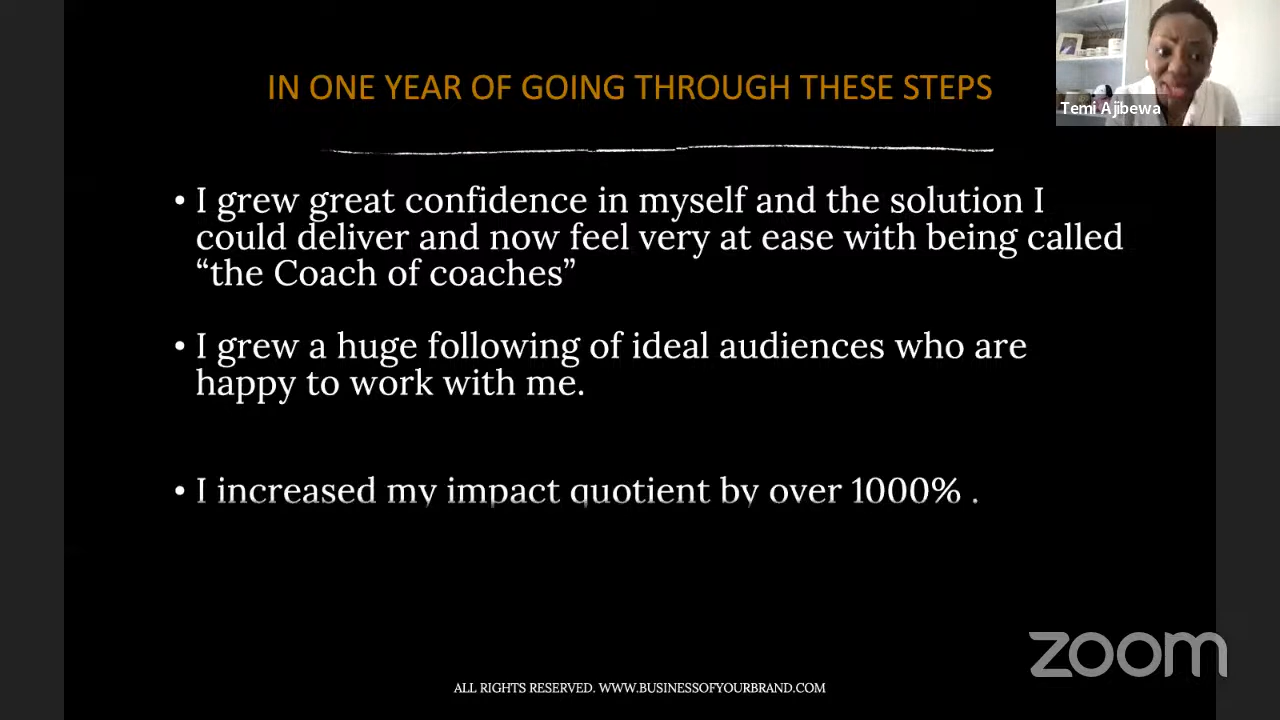 IN ONE YEAR OF GOING THROUGH THESE STEPS
Temi Ajibewa
• I grew great confidence in myself and the solution I
could deliver and now feel very at ease with being called
“the Coach of coaches”
• I grew a huge following of ideal audiences who are
happy to work with me.
• I increased my impact quotient by over 1000% .
zoom
ALL RIGHTS RESERVED. WWW.BUSINESSOFYOURBRAND.COM